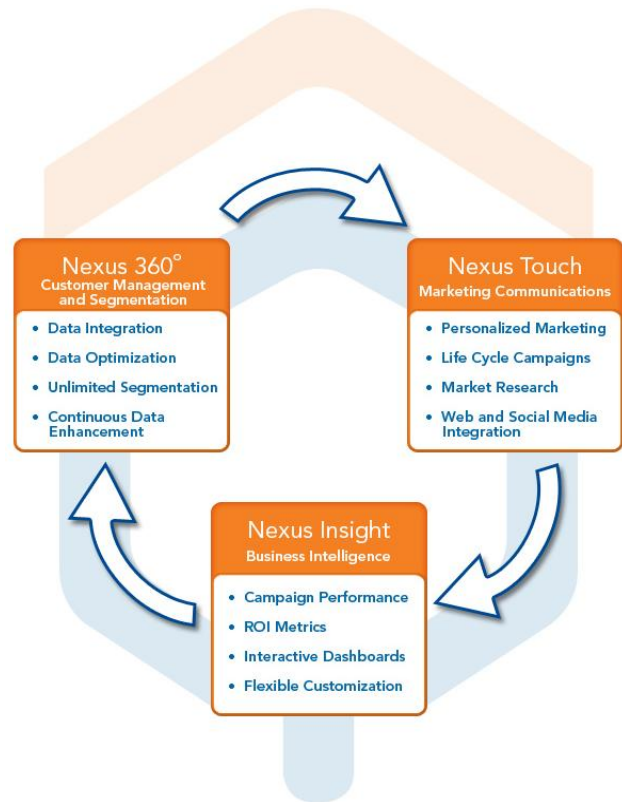 Nexus 360°
Customer Management
and Segmentation
• Data Integration
• Data Optimization
• Unlimited Segmentation
• Continuous Data
Enhancement
Nexus Touch
Marketing Communications
• Personalized Marketing
• Life Cycle Campaigns
• Market Research
• Web and Social Media
Integration
Nexus Insight
Business Intelligence
• Campaign Performance
• ROI Metrics
• Interactive Dashboards
• Flexible Customization